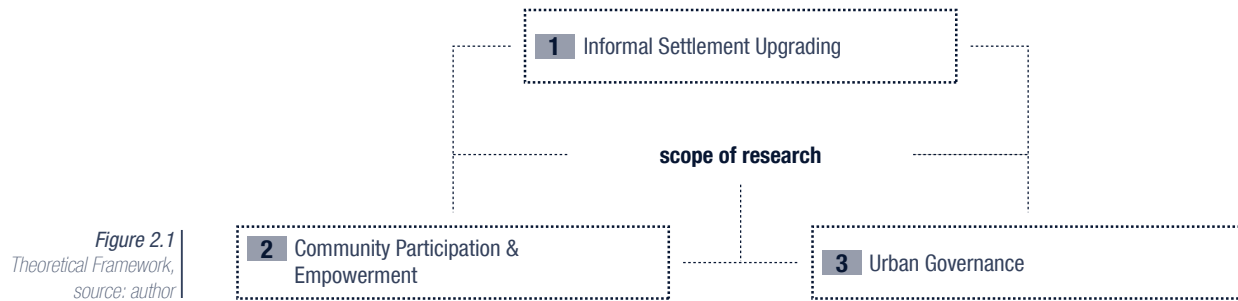 1 Informal Settlement Upgrading
scope of research
Figure 2.1
Theoretical Framework,
source: author
2 Community Participation &
Empowerment
3 Urban Governance